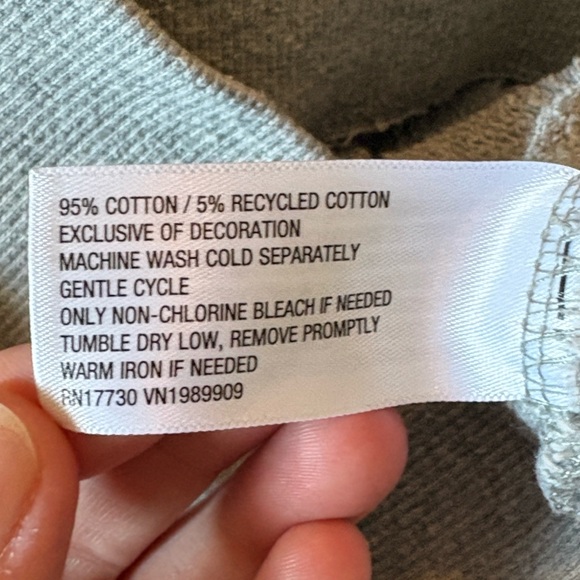 95% COTTON / 5% RECYCLED COTTON
EXCLUSIVE OF DECORATION
MACHINE WASH COLD SEPARATELY
GENTLE CYCLE
ONLY NON-CHLORINE BLEACH IF NEEDED
TUMBLE DRY LOW, REMOVE PROMPTLY
WARM IRON IF NEEDED
RN17730 VN1989909